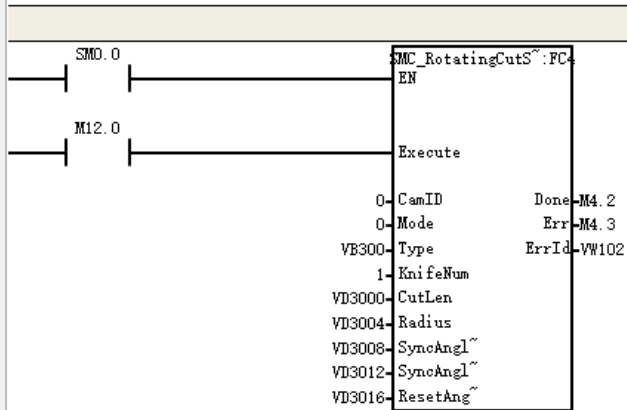 SM0.0
SMC_RotatingCutS~:FC4
EN
M12.0
Execute
0 CamID Done M4.2
0 Mode Err M4.3
VB300 Type ErrId VW102
1 KnifeNum
VD3000 CutLen
VD3004 Radius
VD3008 SyncAngl~
VD3012 SyncAngl~
VD3016 ResetAng~